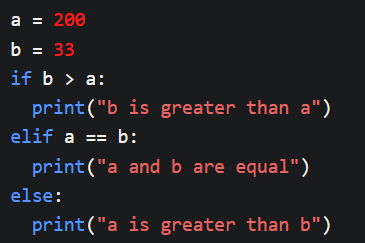 a = 200
b = 33
if b > a:
  print("b is greater than a")
elif a == b:
  print("a and b are equal")
else:
  print("a is greater than b")